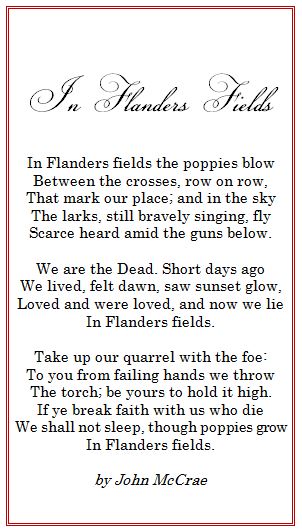 In Flanders Fields
In Flanders fields the poppies blow
Between the crosses, row on row,
That mark our place; and in the sky
The larks, still bravely singing, fly
Scarce heard amid the guns below.
We are the Dead. Short days ago
We lived, felt dawn, saw sunset glow,
Loved and were loved, and now we lie
In Flanders fields.
Take up our quarrel with the foe:
To you from failing hands we throw
The torch; be yours to hold it high.
If ye break faith with us who die
We shall not sleep, though poppies grow
In Flanders fields.
by John McCrae